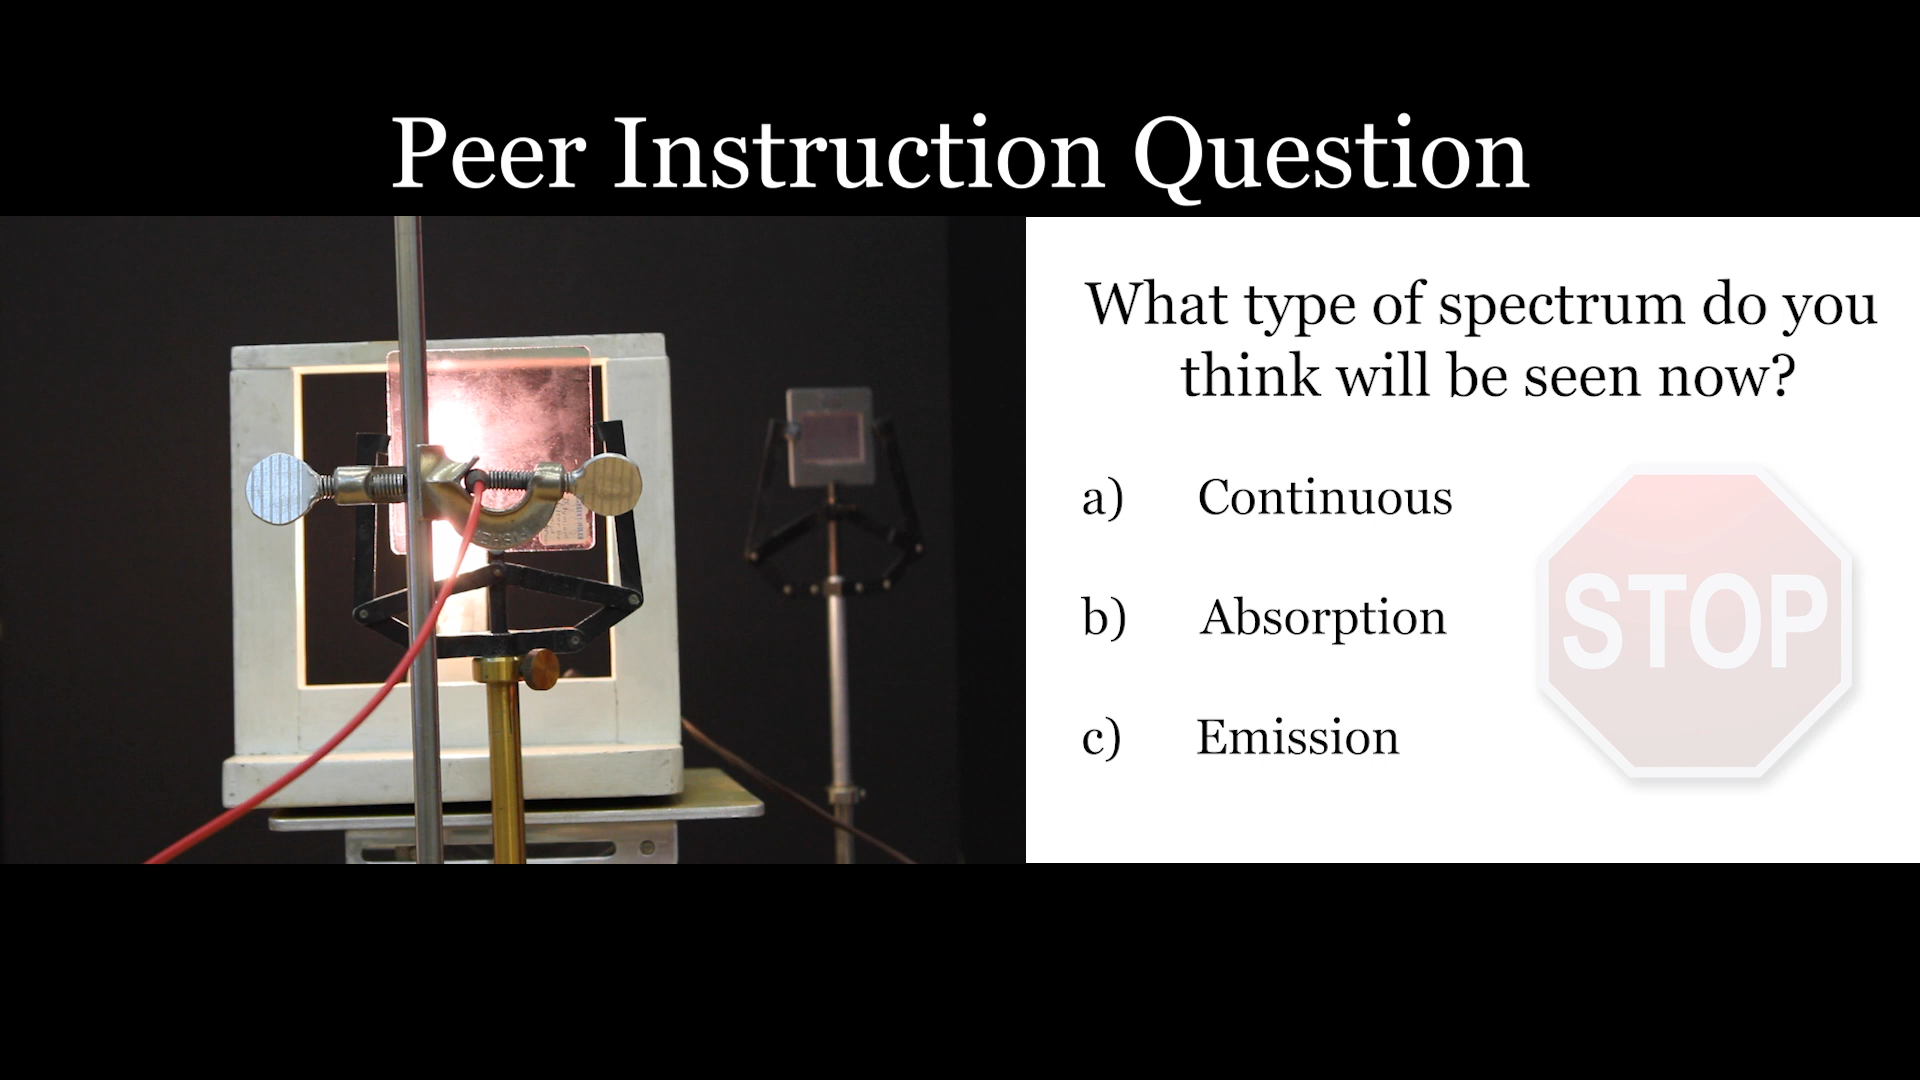 Peer Instruction Question
What type of spectrum do you
think will be seen now?
a) Continuous
b) Absorption
c) Emission
STOP